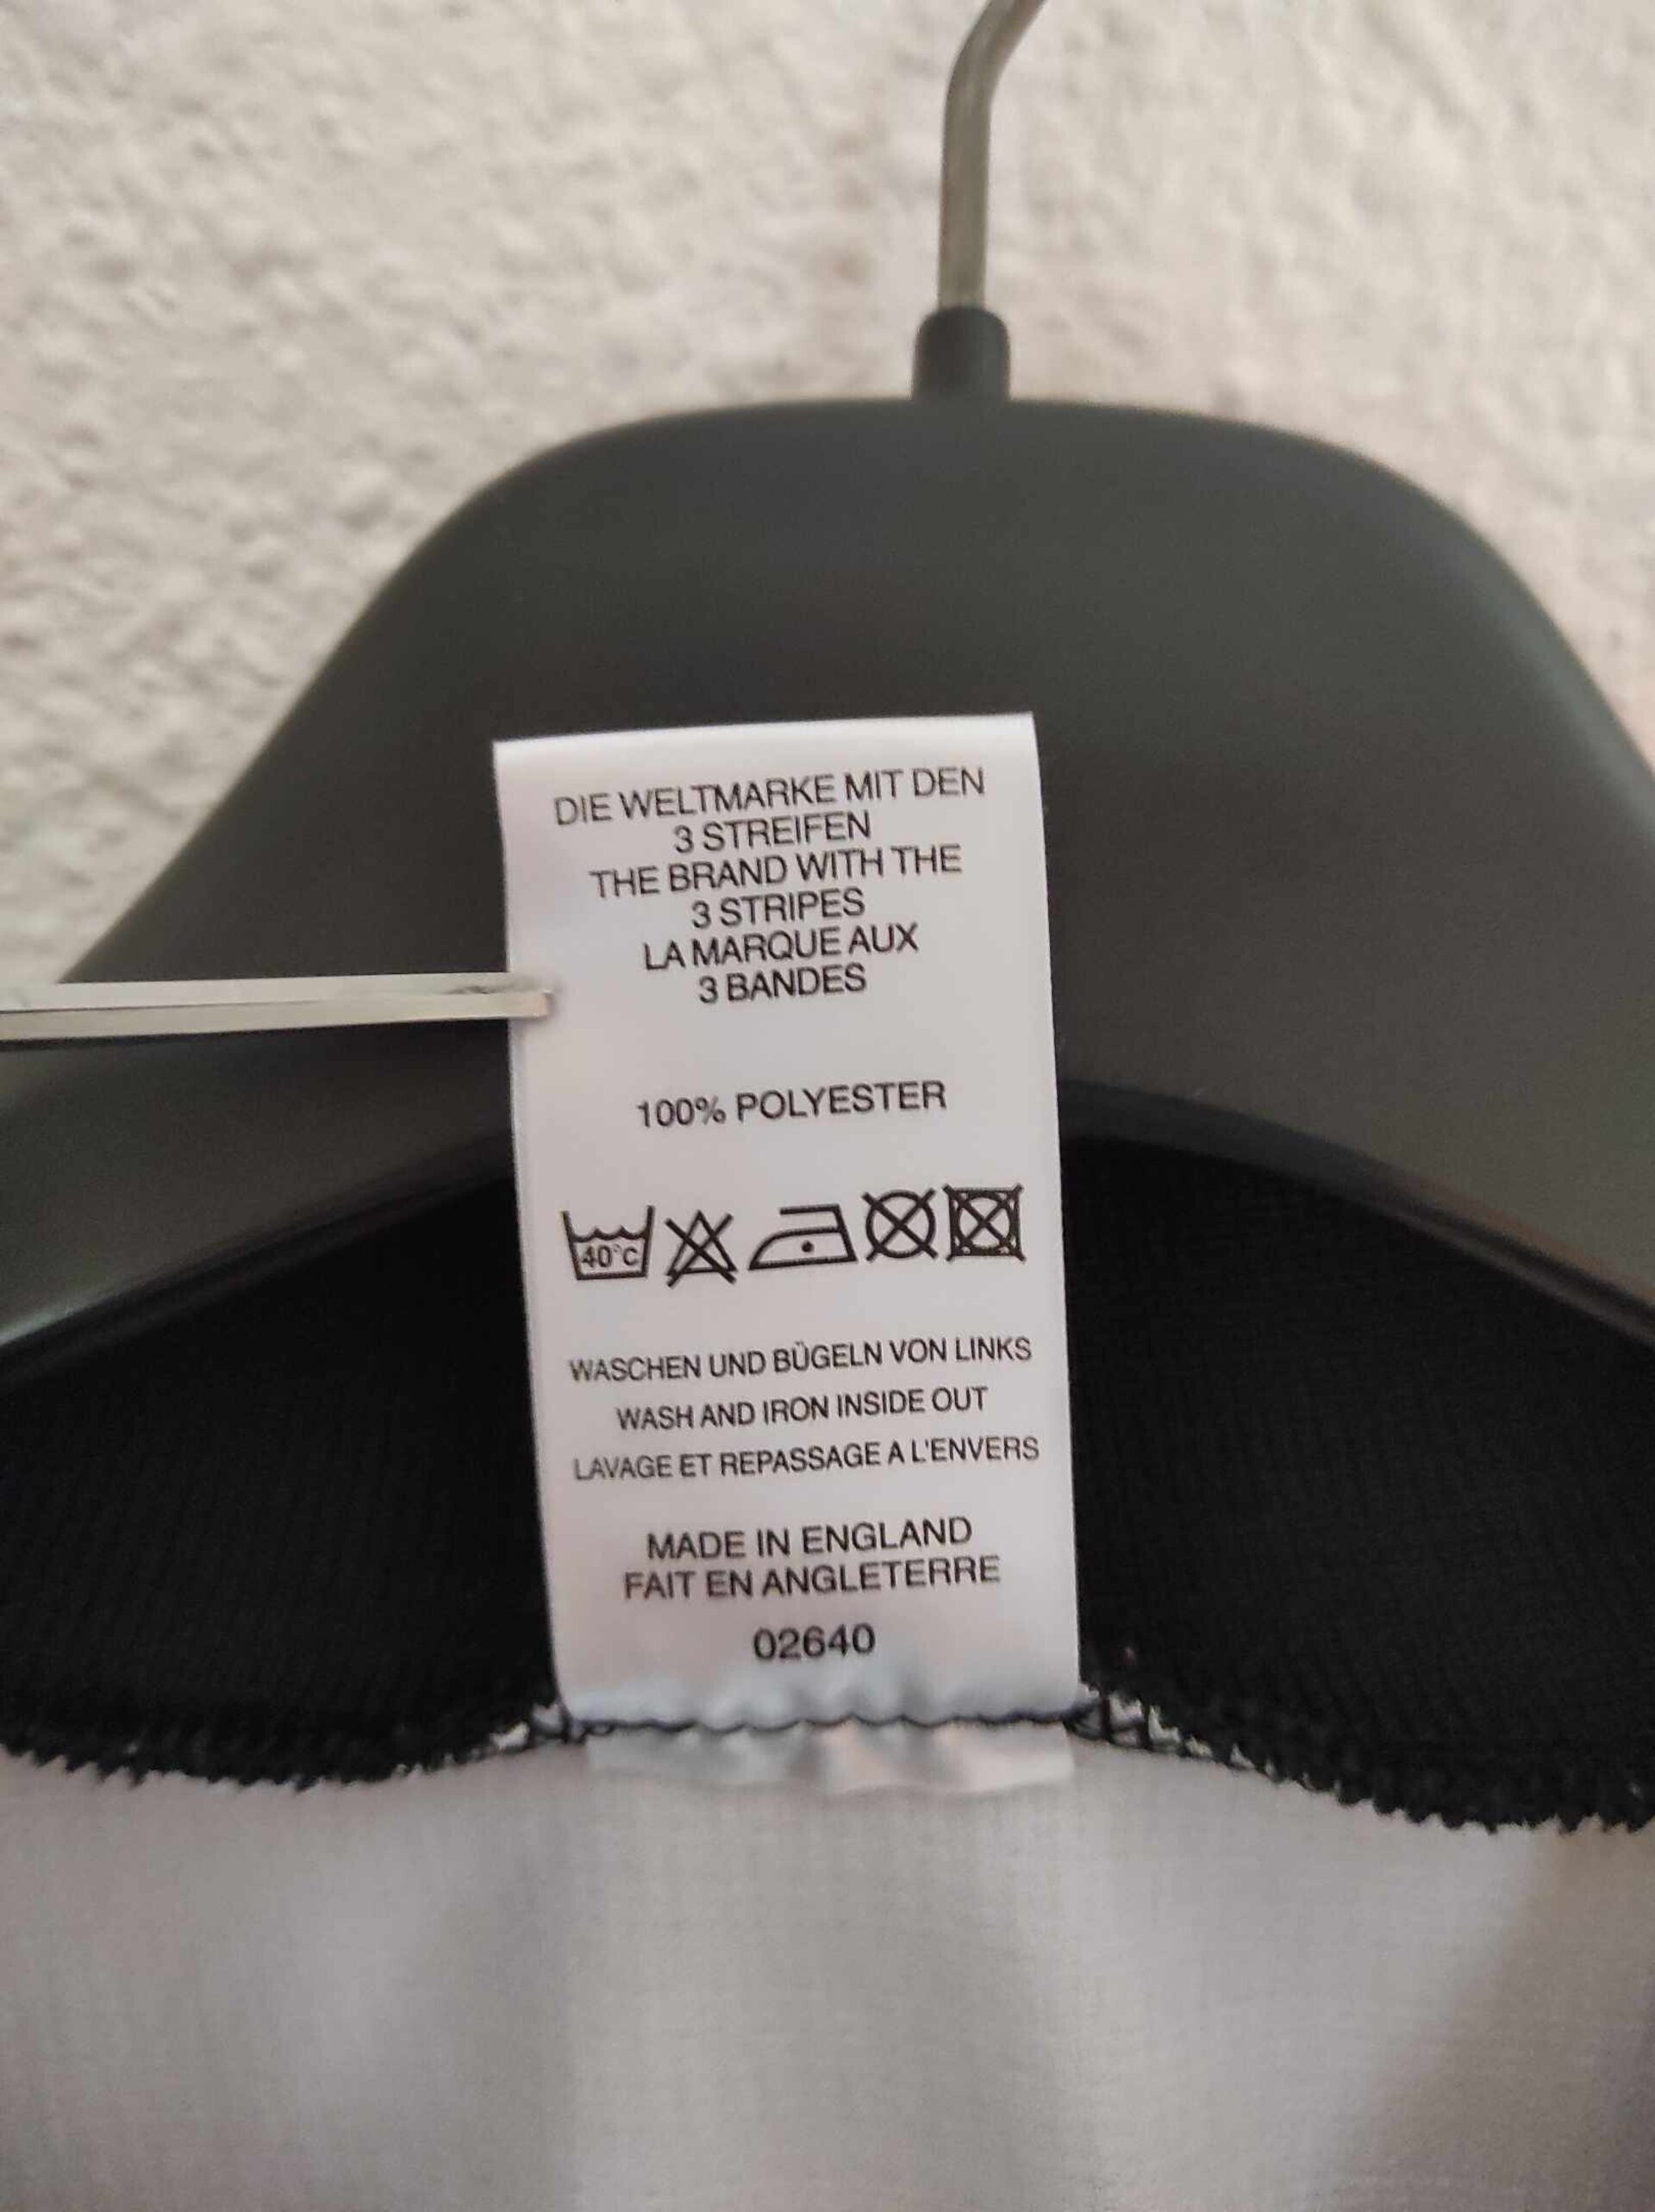 DIE WELTMARKE MIT DEN
3 STREIFEN
THE BRAND WITH THE
3 STRIPES
LA MARQUE AUX
3 BANDES
100% POLYESTER
40°C
WASCHEN UND BÜGELN VON LINKS
WASH AND IRON INSIDE OUT
LAVAGE ET REPASSAGE A L'ENVERS
MADE IN ENGLAND
FAIT EN ANGLETERRE
02640